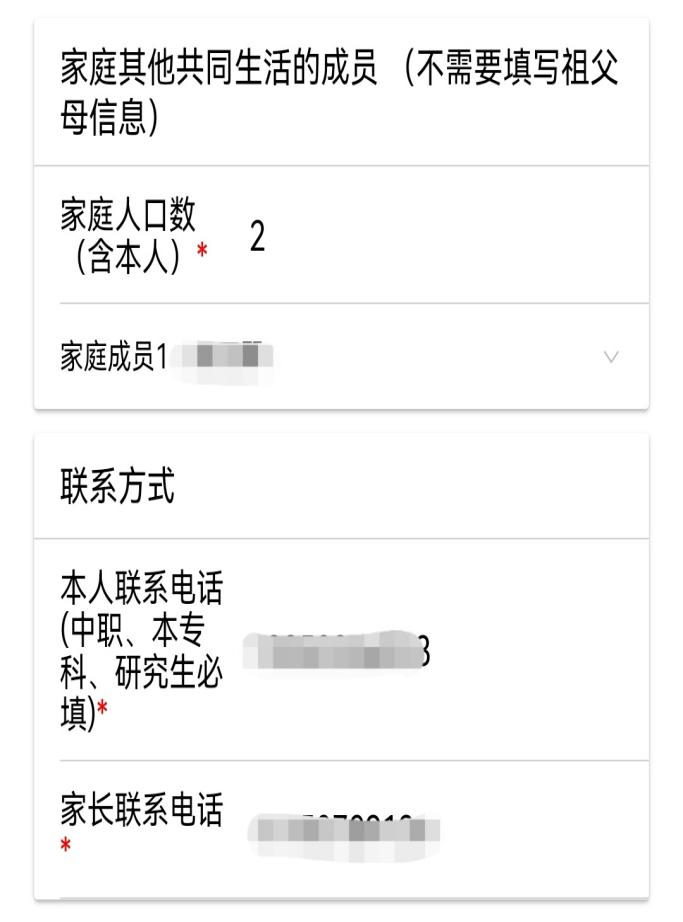 家庭其他共同生活的成员 （不需要填写祖父
母信息）
家庭人口数
（含本人）* 2
家庭成员1
联系方式
本人联系电话
(中职、本专
科、研究生必
填)*
3
家长联系电话
*